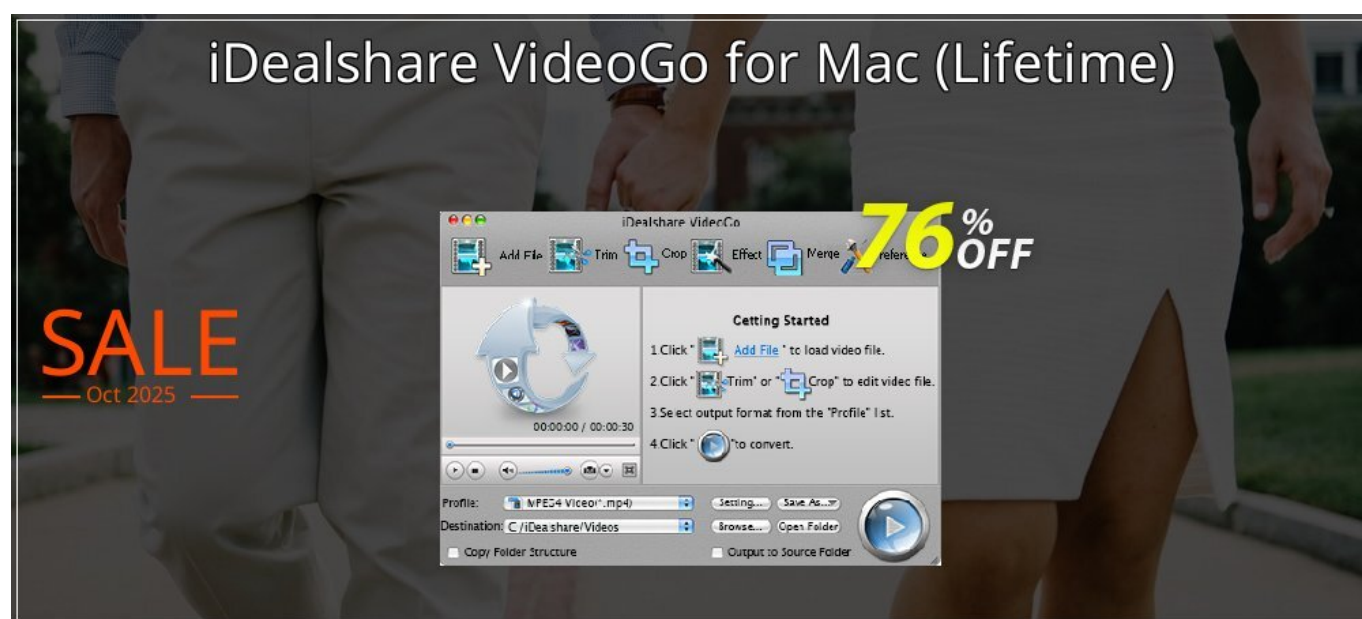 iDealshare VideoGo for Mac (Lifetime)
76% OFF
SALE
Oct 2025
iDealshare VideoGo
Add File Trim Crop Effect Merge
Getting Started
1.Click " Add File " to load video file.
2.Click " Trim" or " Crop" to edit video file.
3.Select output format from the "Profile" list.
4.Click " "to convert.
00:00:00 / 00:00:30
Profile: MPEG4 Video(*.mp4) Setting... Save As...
Destination: C:/iDealshare/Videos Browse... Open Folder
Copy Folder Structure Output to Source Folder